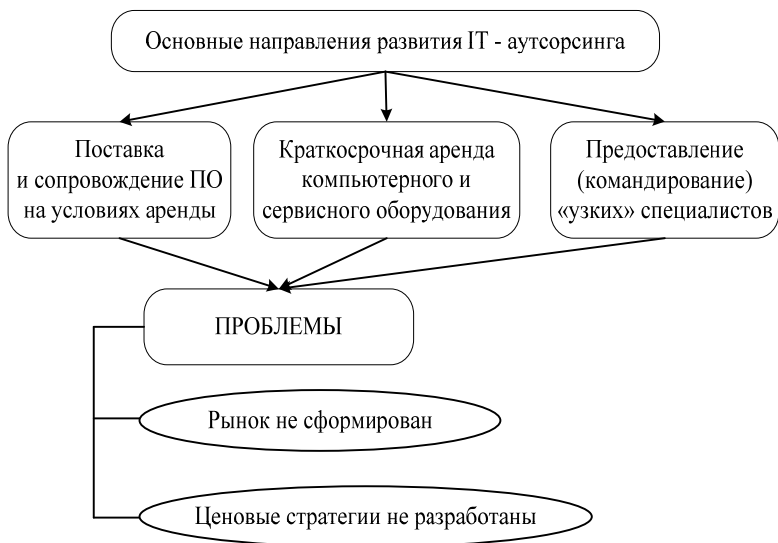 Основные направления развития IT - аутсорсинга
Поставка
и сопровождение ПО
на условиях аренды
Краткосрочная аренда
компьютерного и
сервисного оборудования
Предоставление
(командирование)
«узких» специалистов
ПРОБЛЕМЫ
Рынок не сформирован
Ценовые стратегии не разработаны